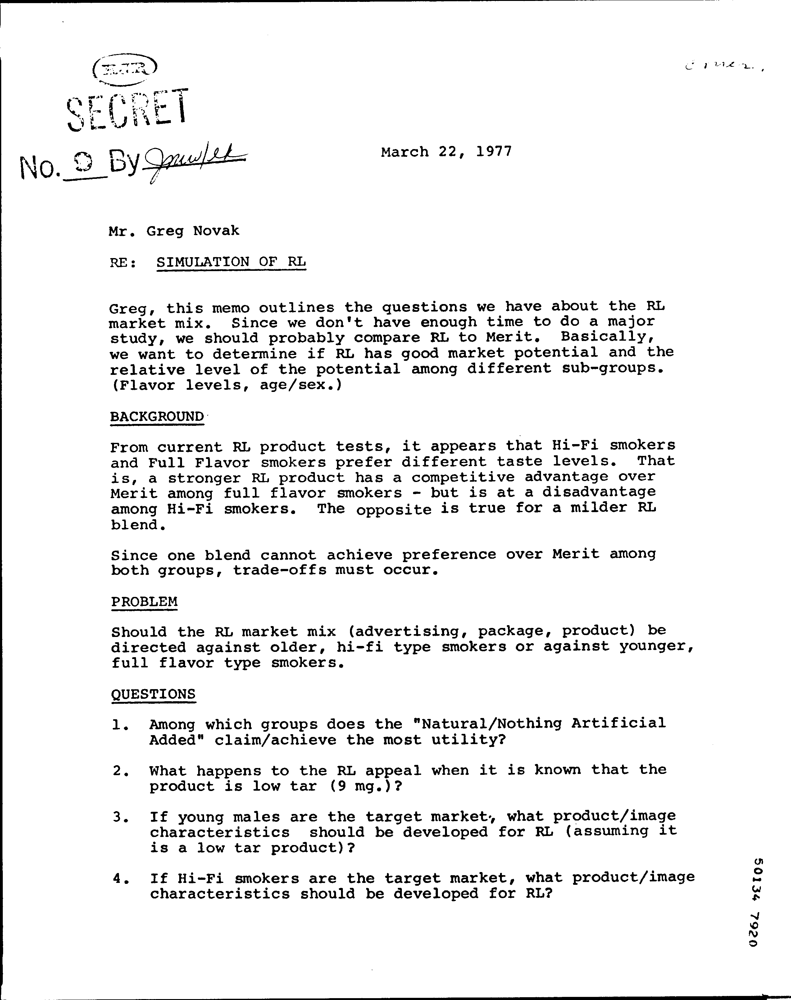 RJR
SECRET
No. 9 By
March 22, 1977
Mr. Greg Novak
RE: SIMULATION OF RL
Greg, this memo outlines the questions we have about the RL
market mix. Since we don't have enough time to do a major
study, we should probably compare RL to Merit. Basically,
we want to determine if RL has good market potential and the
relative level of the potential among different sub-groups.
(Flavor levels, age/sex.)
BACKGROUND
From current RL product tests, it appears that Hi-Fi smokers
and Full Flavor smokers prefer different taste levels. That
is, a stronger RL product has a competitive advantage over
Merit among full flavor smokers - but is at a disadvantage
among Hi-Fi smokers. The opposite is true for a milder RL
blend.
Since one blend cannot achieve preference over Merit among
both groups, trade-offs must occur.
PROBLEM
Should the RL market mix (advertising, package, product) be
directed against older, hi-fi type smokers or against younger,
full flavor type smokers.
QUESTIONS
1. Among which groups does the "Natural/Nothing Artificial
Added" claim/achieve the most utility?
2. What happens to the RL appeal when it is known that the
product is low tar (9 mg.)?
3. If young males are the target market, what product/image
characteristics should be developed for RL (assuming it
is a low tar product)?
4. If Hi-Fi smokers are the target market, what product/image
characteristics should be developed for RL?
50134 7920